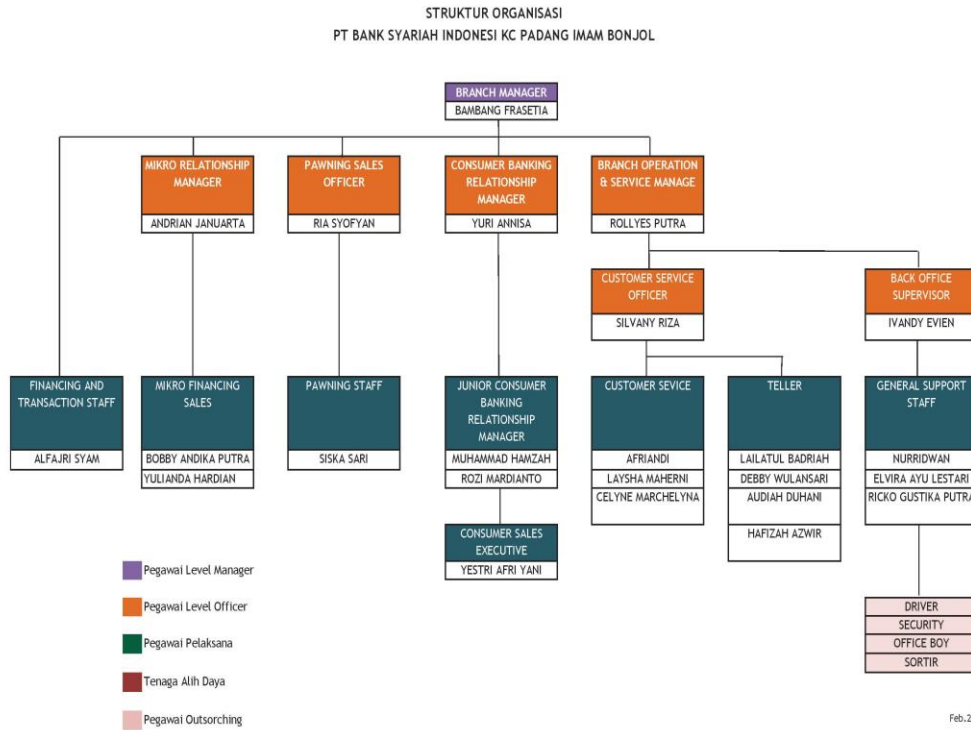 STRUKTUR ORGANISASI
PT BANK SYARIAH INDONESI KC PADANG IMAM BONJOL
BRANCH MANAGER
BAMBANG FRASETIA
MIKRO RELATIONSHIP
MANAGER
ANDRIAN JANUARTA
PAWNING SALES
OFFICER
RIA SYOFYAN
CONSUMER BANKING
RELATIONSHIP
MANAGER
YURI ANNISA
BRANCH OPERATION
& SERVICE MANAGE
ROLLYES PUTRA
CUSTOMER SERVICE
OFFICER
SILVANY RIZA
BACK OFFICE
SUPERVISOR
IVANDY EVIEN
FINANCING AND
TRANSACTION STAFF
ALFAJRI SYAM
MIKRO FINANCING
SALES
BOBBY ANDIKA PUTRA
YULIANDA HARDIAN
PAWNING STAFF
SISKA SARI
JUNIOR CONSUMER
BANKING
RELATIONSHIP
MANAGER
MUHAMMAD HAMZAH
ROZI MARDIANTO
CONSUMER SALES
EXECUTIVE
YESTRI AFRI YANI
CUSTOMER SEVICE
AFRIANDI
LAYSHA MAHERNI
CELYNE MARCHELYNA
TELLER
LAILATUL BADRIAH
DEBBY WULANSARI
AUDIAH DUHANI
HAFIZAH AZWIR
GENERAL SUPPORT
STAFF
NURRIDWAN
ELVIRA AYU LESTARI
RICKO GUSTIKA PUTRA
DRIVER
SECURITY
OFFICE BOY
SORTIR
Pegawai Level Manager
Pegawai Level Officer
Pegawai Pelaksana
Tenaga Alih Daya
Pegawai Outsorching
Feb.2